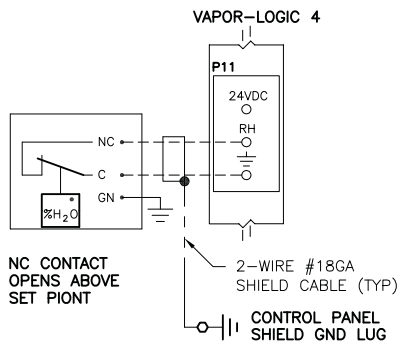 VAPOR-LOGIC 4
P11
24VDC
RH
NC
C
GN
%H2O
NC CONTACT
OPENS ABOVE
SET PIONT
2-WIRE #18GA
SHIELD CABLE (TYP)
CONTROL PANEL
SHIELD GND LUG